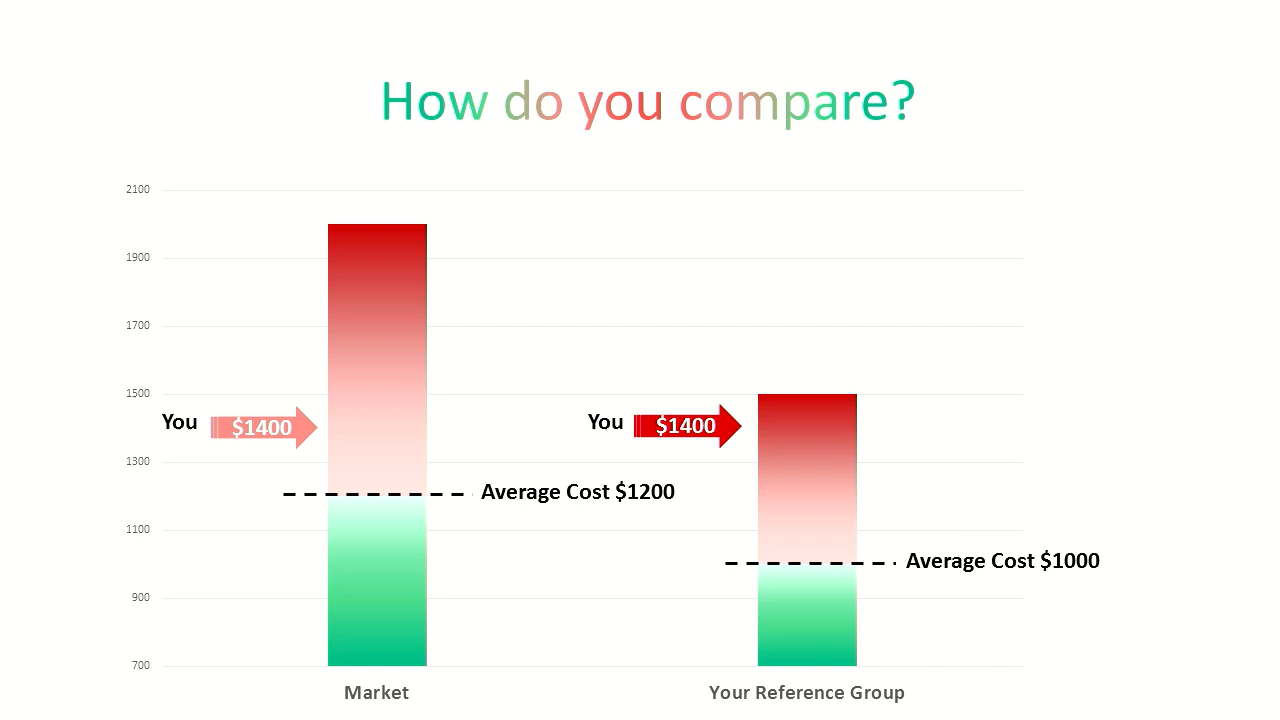 How do you compare?
2100
1900
1700
1500
You $1400
You $1400
1300
Average Cost $1200
1100
Average Cost $1000
900
700
Market
Your Reference Group